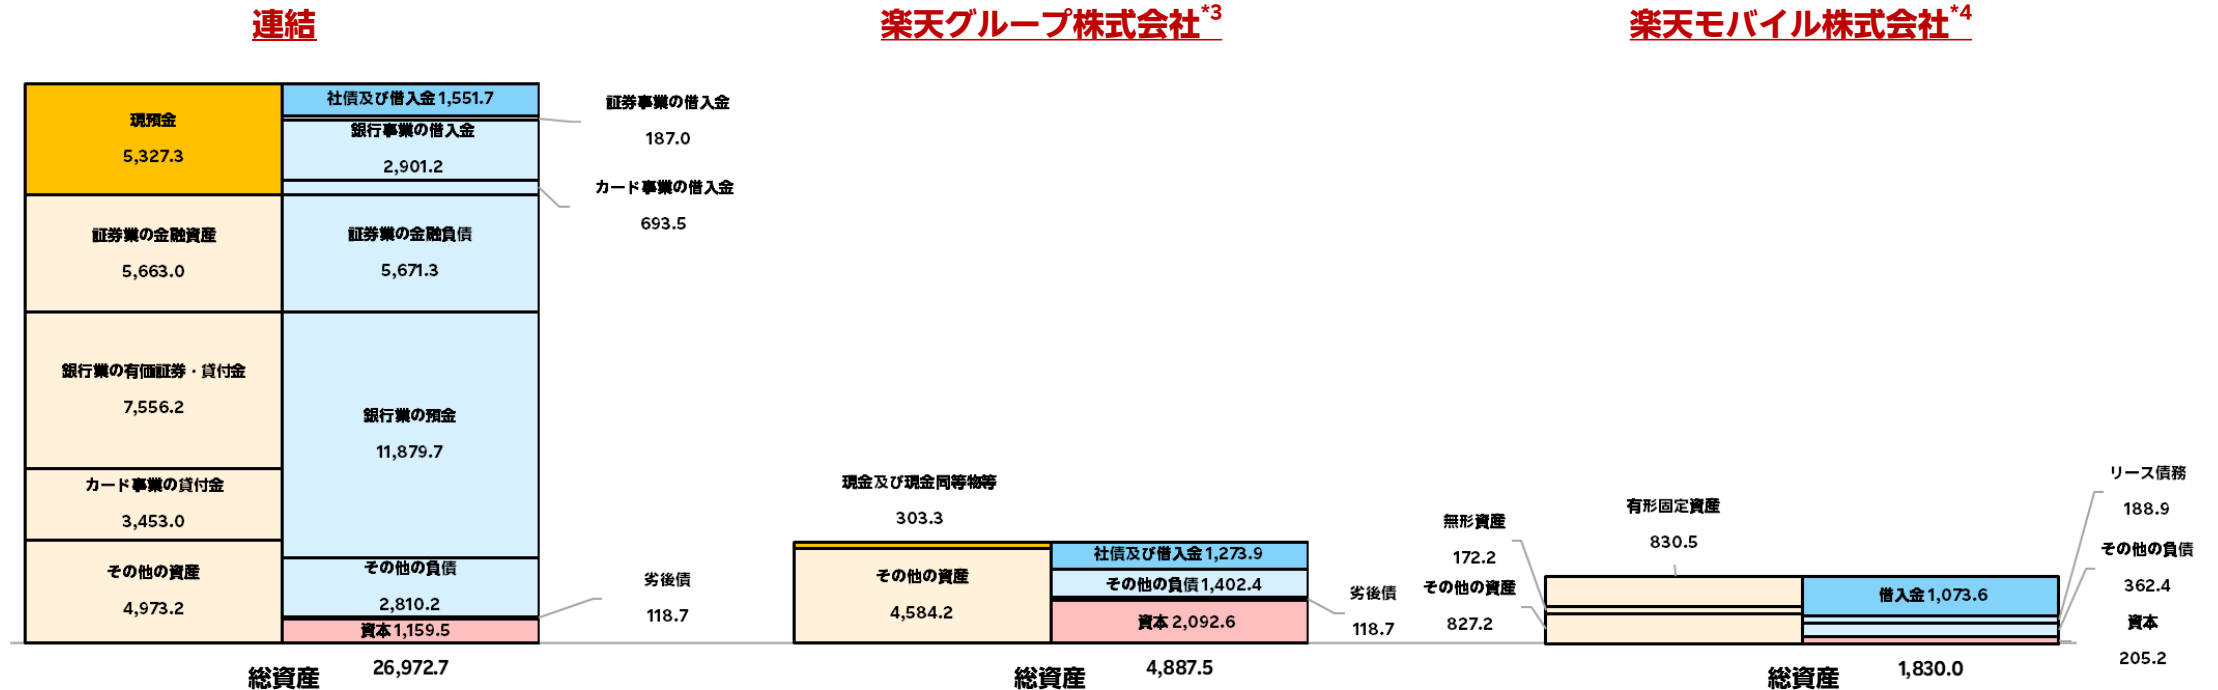 連結
現預金
5,327.3
証券業の金融資産
5,663.0
銀行業の有価証券・貸付金
7,556.2
カード事業の貸付金
3,453.0
その他の資産
4,973.2
社債及び借入金 1,551.7
証券事業の借入金
187.0
銀行事業の借入金
2,901.2
カード事業の借入金
693.5
証券業の金融負債
5,671.3
銀行業の預金
11,879.7
その他の負債
2,810.2
劣後債
118.7
資本 1,159.5
総資産 26,972.7
楽天グループ株式会社*3
現金及び現金同等物等
303.3
その他の資産
4,584.2
社債及び借入金 1,273.9
その他の負債 1,402.4
劣後債
118.7
資本 2,092.6
総資産 4,887.5
楽天モバイル株式会社*4
有形固定資産
830.5
無形資産
172.2
その他の資産
827.2
借入金 1,073.6
リース債務
188.9
その他の負債
362.4
資本
205.2
総資産 1,830.0